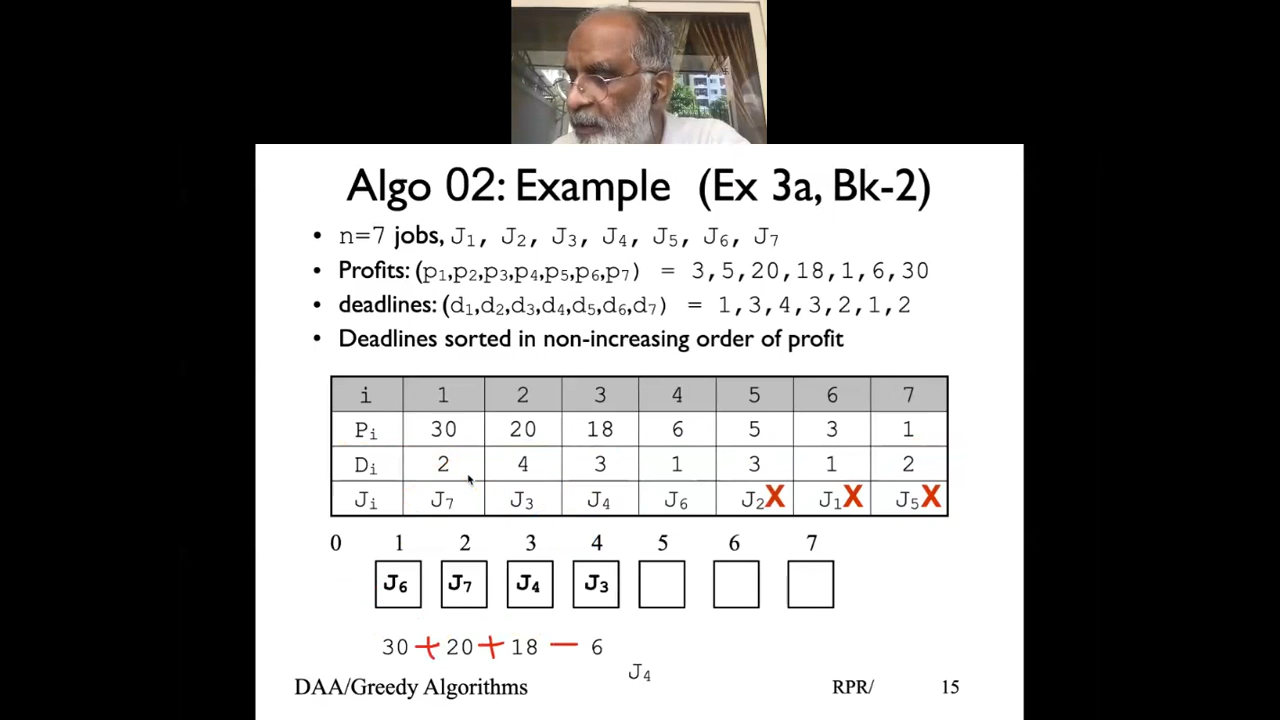 Algo 02: Example (Ex 3a, Bk-2)
• n=7 jobs, J₁, J₂, J₃, J₄, J₅, J₆, J₇
• Profits: (p₁,p₂,p₃,p₄,p₅,p₆,p₇) = 3,5,20,18,1,6,30
• deadlines: (d₁,d₂,d₃,d₄,d₅,d₆,d₇) = 1,3,4,3,2,1,2
• Deadlines sorted in non-increasing order of profit
i 1 2 3 4 5 6 7
Pᵢ 30 20 18 6 5 3 1
Dᵢ 2 4 3 1 3 1 2
Jᵢ J₇ J₃ J₄ J₆ J₂X J₁X J₅X
0 1 2 3 4 5 6 7
J₆ J₇ J₄ J₃
30 + 20 + 18 — 6
J₄
DAA/Greedy Algorithms RPR/ 15